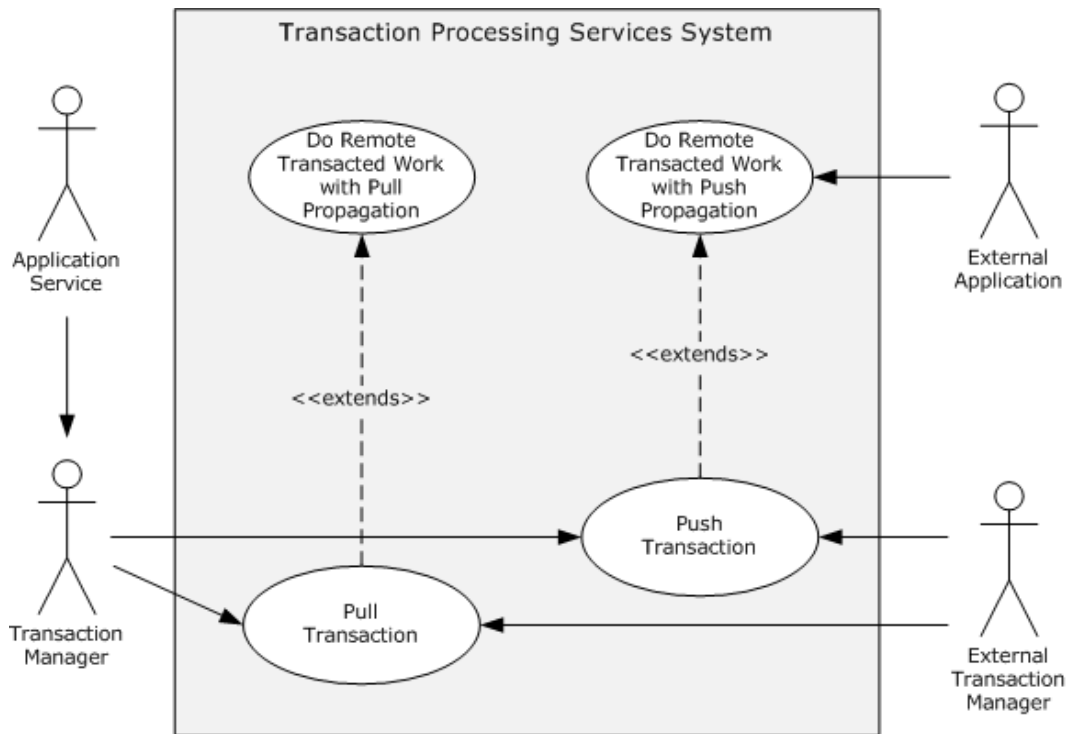 Transaction Processing Services System
Do Remote
Transacted Work
with Pull
Propagation
Do Remote
Transacted Work
with Push
Propagation
Application
Service
External
Application
<<extends>>
<<extends>>
Push
Transaction
Pull
Transaction
Transaction
Manager
External
Transaction
Manager